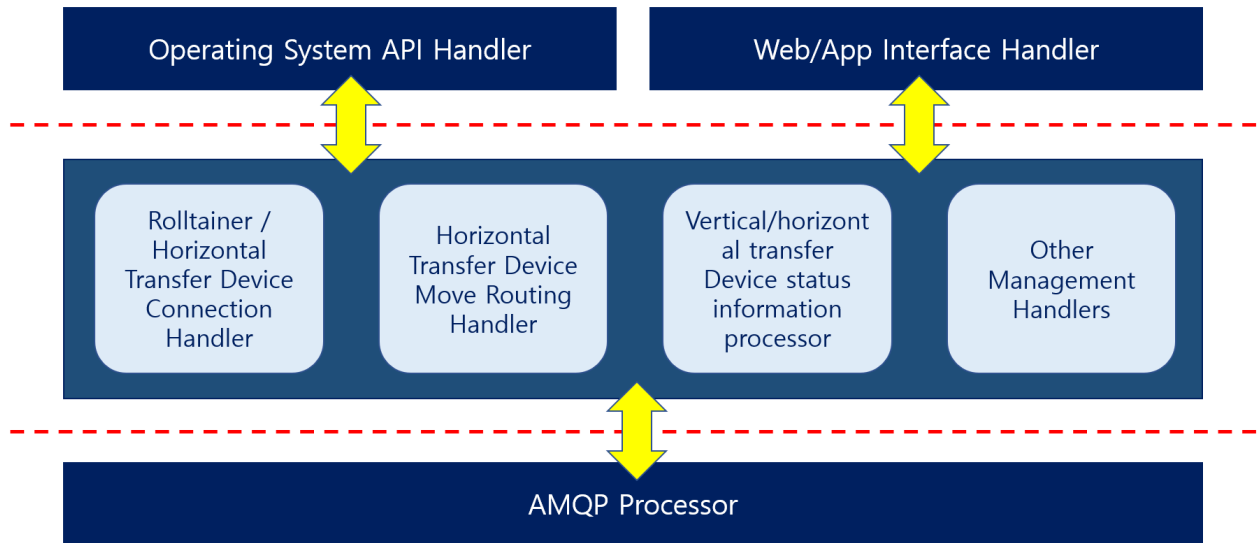 Operating System API Handler
Web/App Interface Handler
Rolltainer /
Horizontal
Transfer Device
Connection
Handler
Horizontal
Transfer Device
Move Routing
Handler
Vertical/horizont
al transfer
Device status
information
processor
Other
Management
Handlers
AMQP Processor